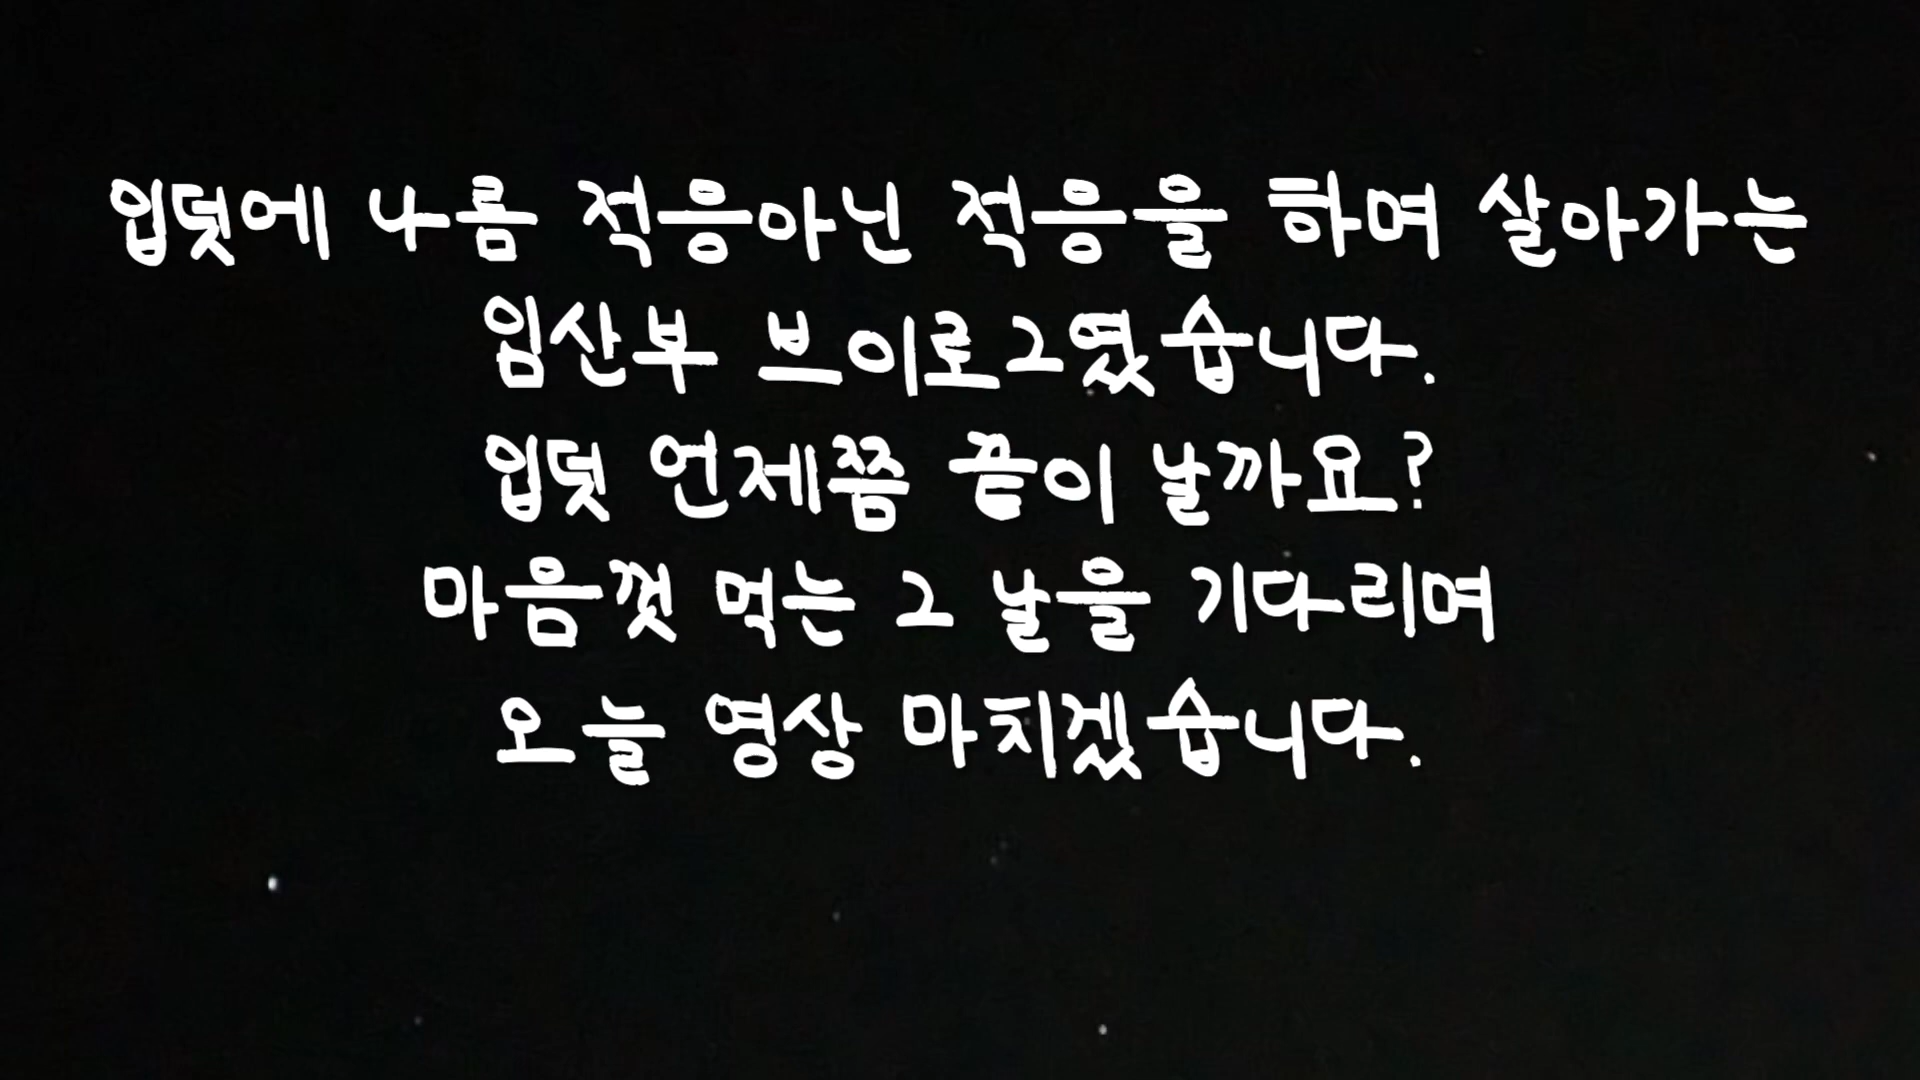 입덧에 나름 적응아닌 적응을 하며 살아가는
임산부 브이로그였습니다.
입덧 언제쯤 끝이 날까요?
마음껏 먹는 그 날을 기다리며
오늘 영상 마치겠습니다.